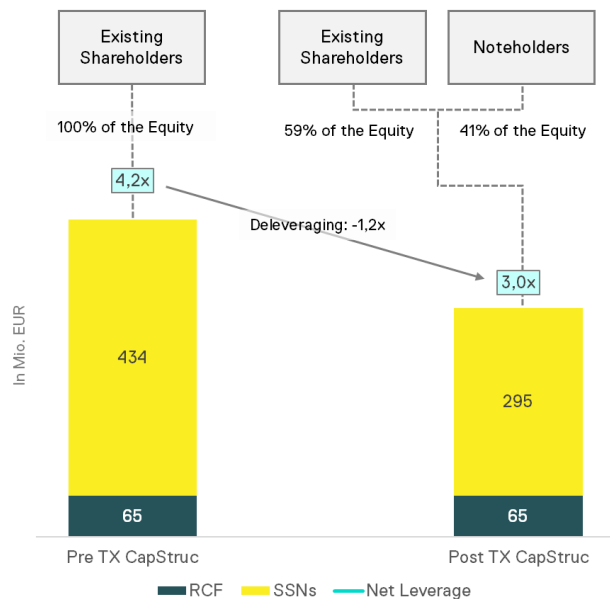 Existing
Shareholders
Existing
Shareholders
Noteholders
100% of the Equity
59% of the Equity
41% of the Equity
4,2x
Deleveraging: -1,2x
3,0x
In Mio. EUR
434
295
65
65
Pre TX CapStruc
Post TX CapStruc
RCF
SSNs
Net Leverage